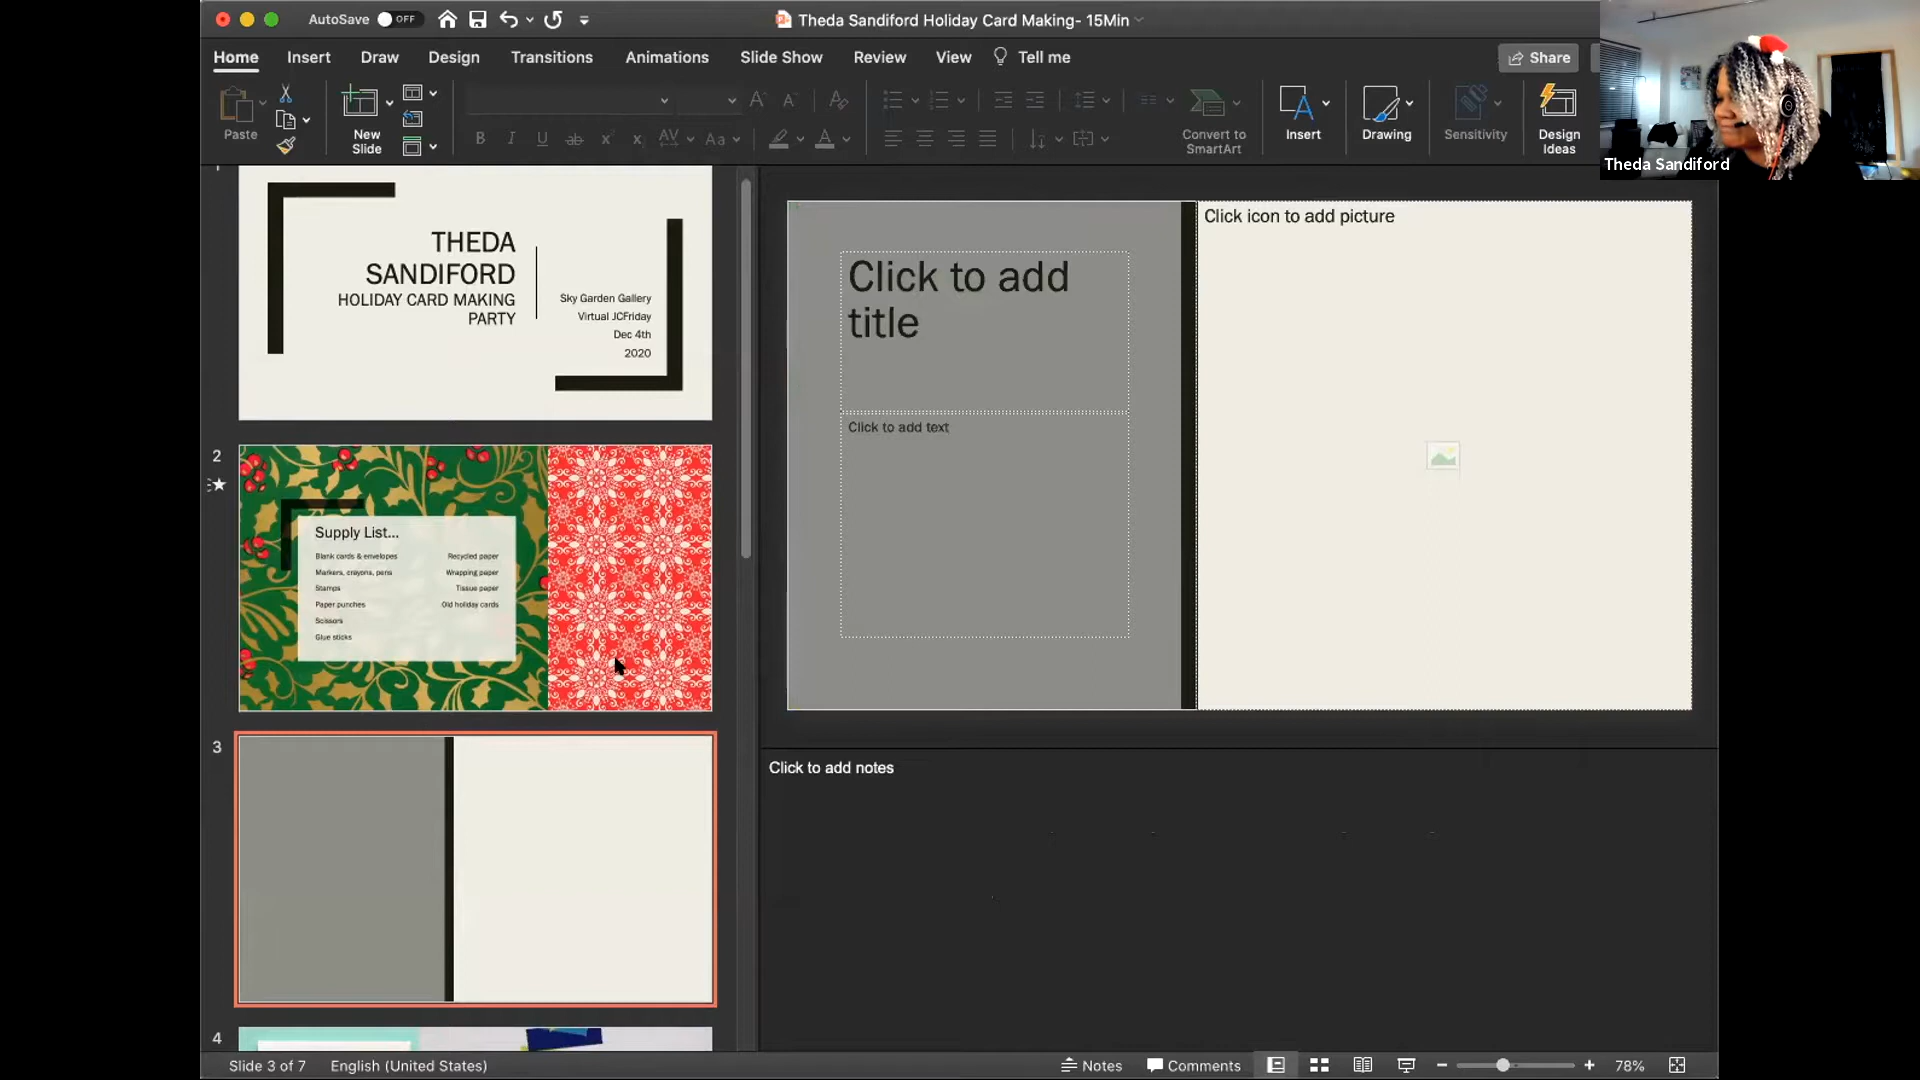 AutoSave OFF
Theda Sandiford Holiday Card Making- 15Min
Home Insert Draw Design Transitions Animations Slide Show Review View Tell me
Share
Paste
New
Slide
Convert to
SmartArt
Insert
Drawing
Sensitivity
Design
Ideas
Theda Sandiford
THEDA
SANDIFORD
HOLIDAY CARD MAKING
PARTY
Sky Garden Gallery
Virtual JCFriday
Dec 4th
2020
2
Supply List...
Blank cards & envelopes
Markers, crayons, pens
Stamps
Paper punches
Scissors
Glue sticks
Recycled paper
Wrapping paper
Tissue paper
Old holiday cards
3
4
Click to add
title
Click to add text
Click icon to add picture
Click to add notes
Slide 3 of 7
English (United States)
Notes
Comments
78%